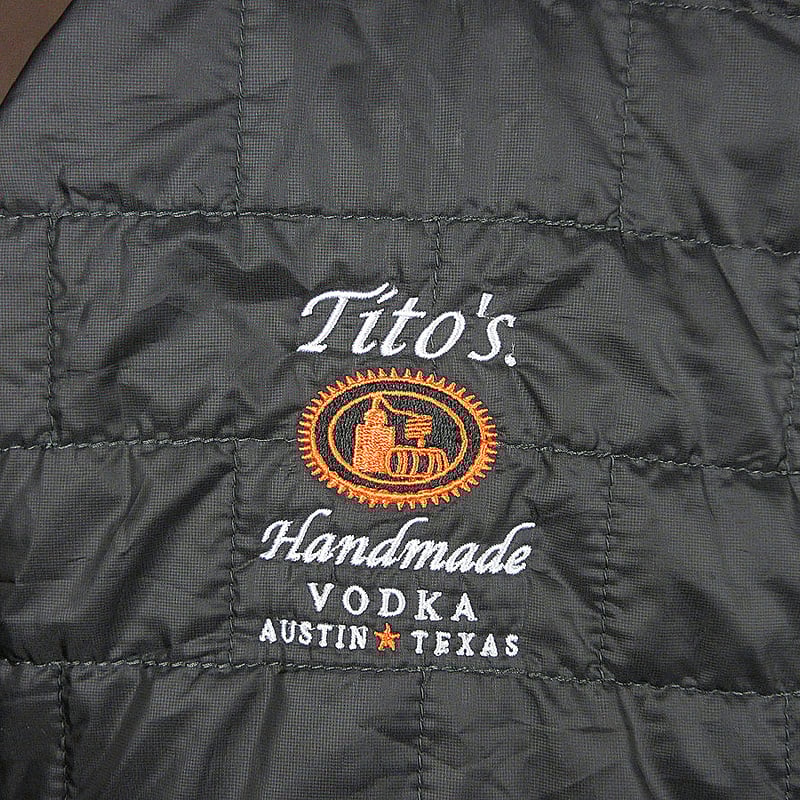 Tito's.
Handmade
VODKA
AUSTIN★TEXAS